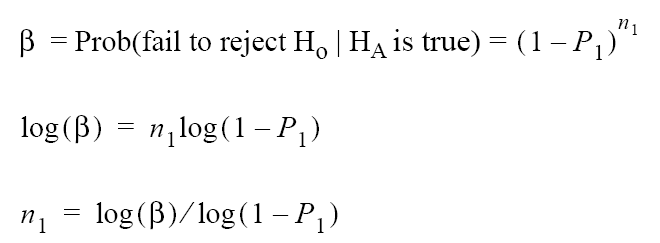 β = Prob(fail to reject H₀ | H_A is true) = (1 – P₁)^n₁
log(β) = n₁log(1 – P₁)
n₁ = log(β)/log(1 – P₁)